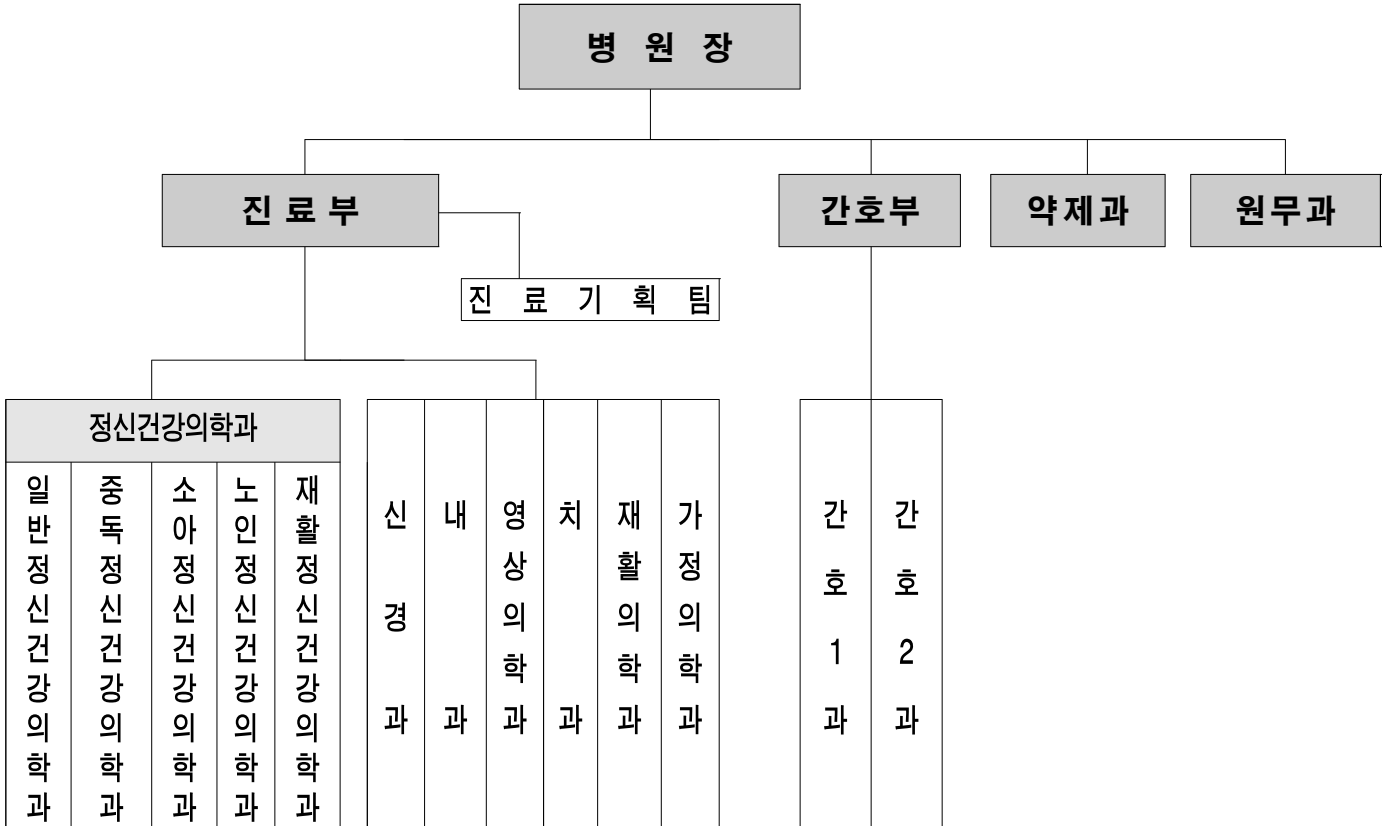 병 원 장
진 료 부
간호부
약제과
원무과
진 료 기 획 팀
정신건강의학과
일반정신건강의학과
중독정신건강의학과
소아정신건강의학과
노인정신건강의학과
재활정신건강의학과
신경과
내과
영상의학과
치과
재활의학과
가정의학과
간호1과
간호2과